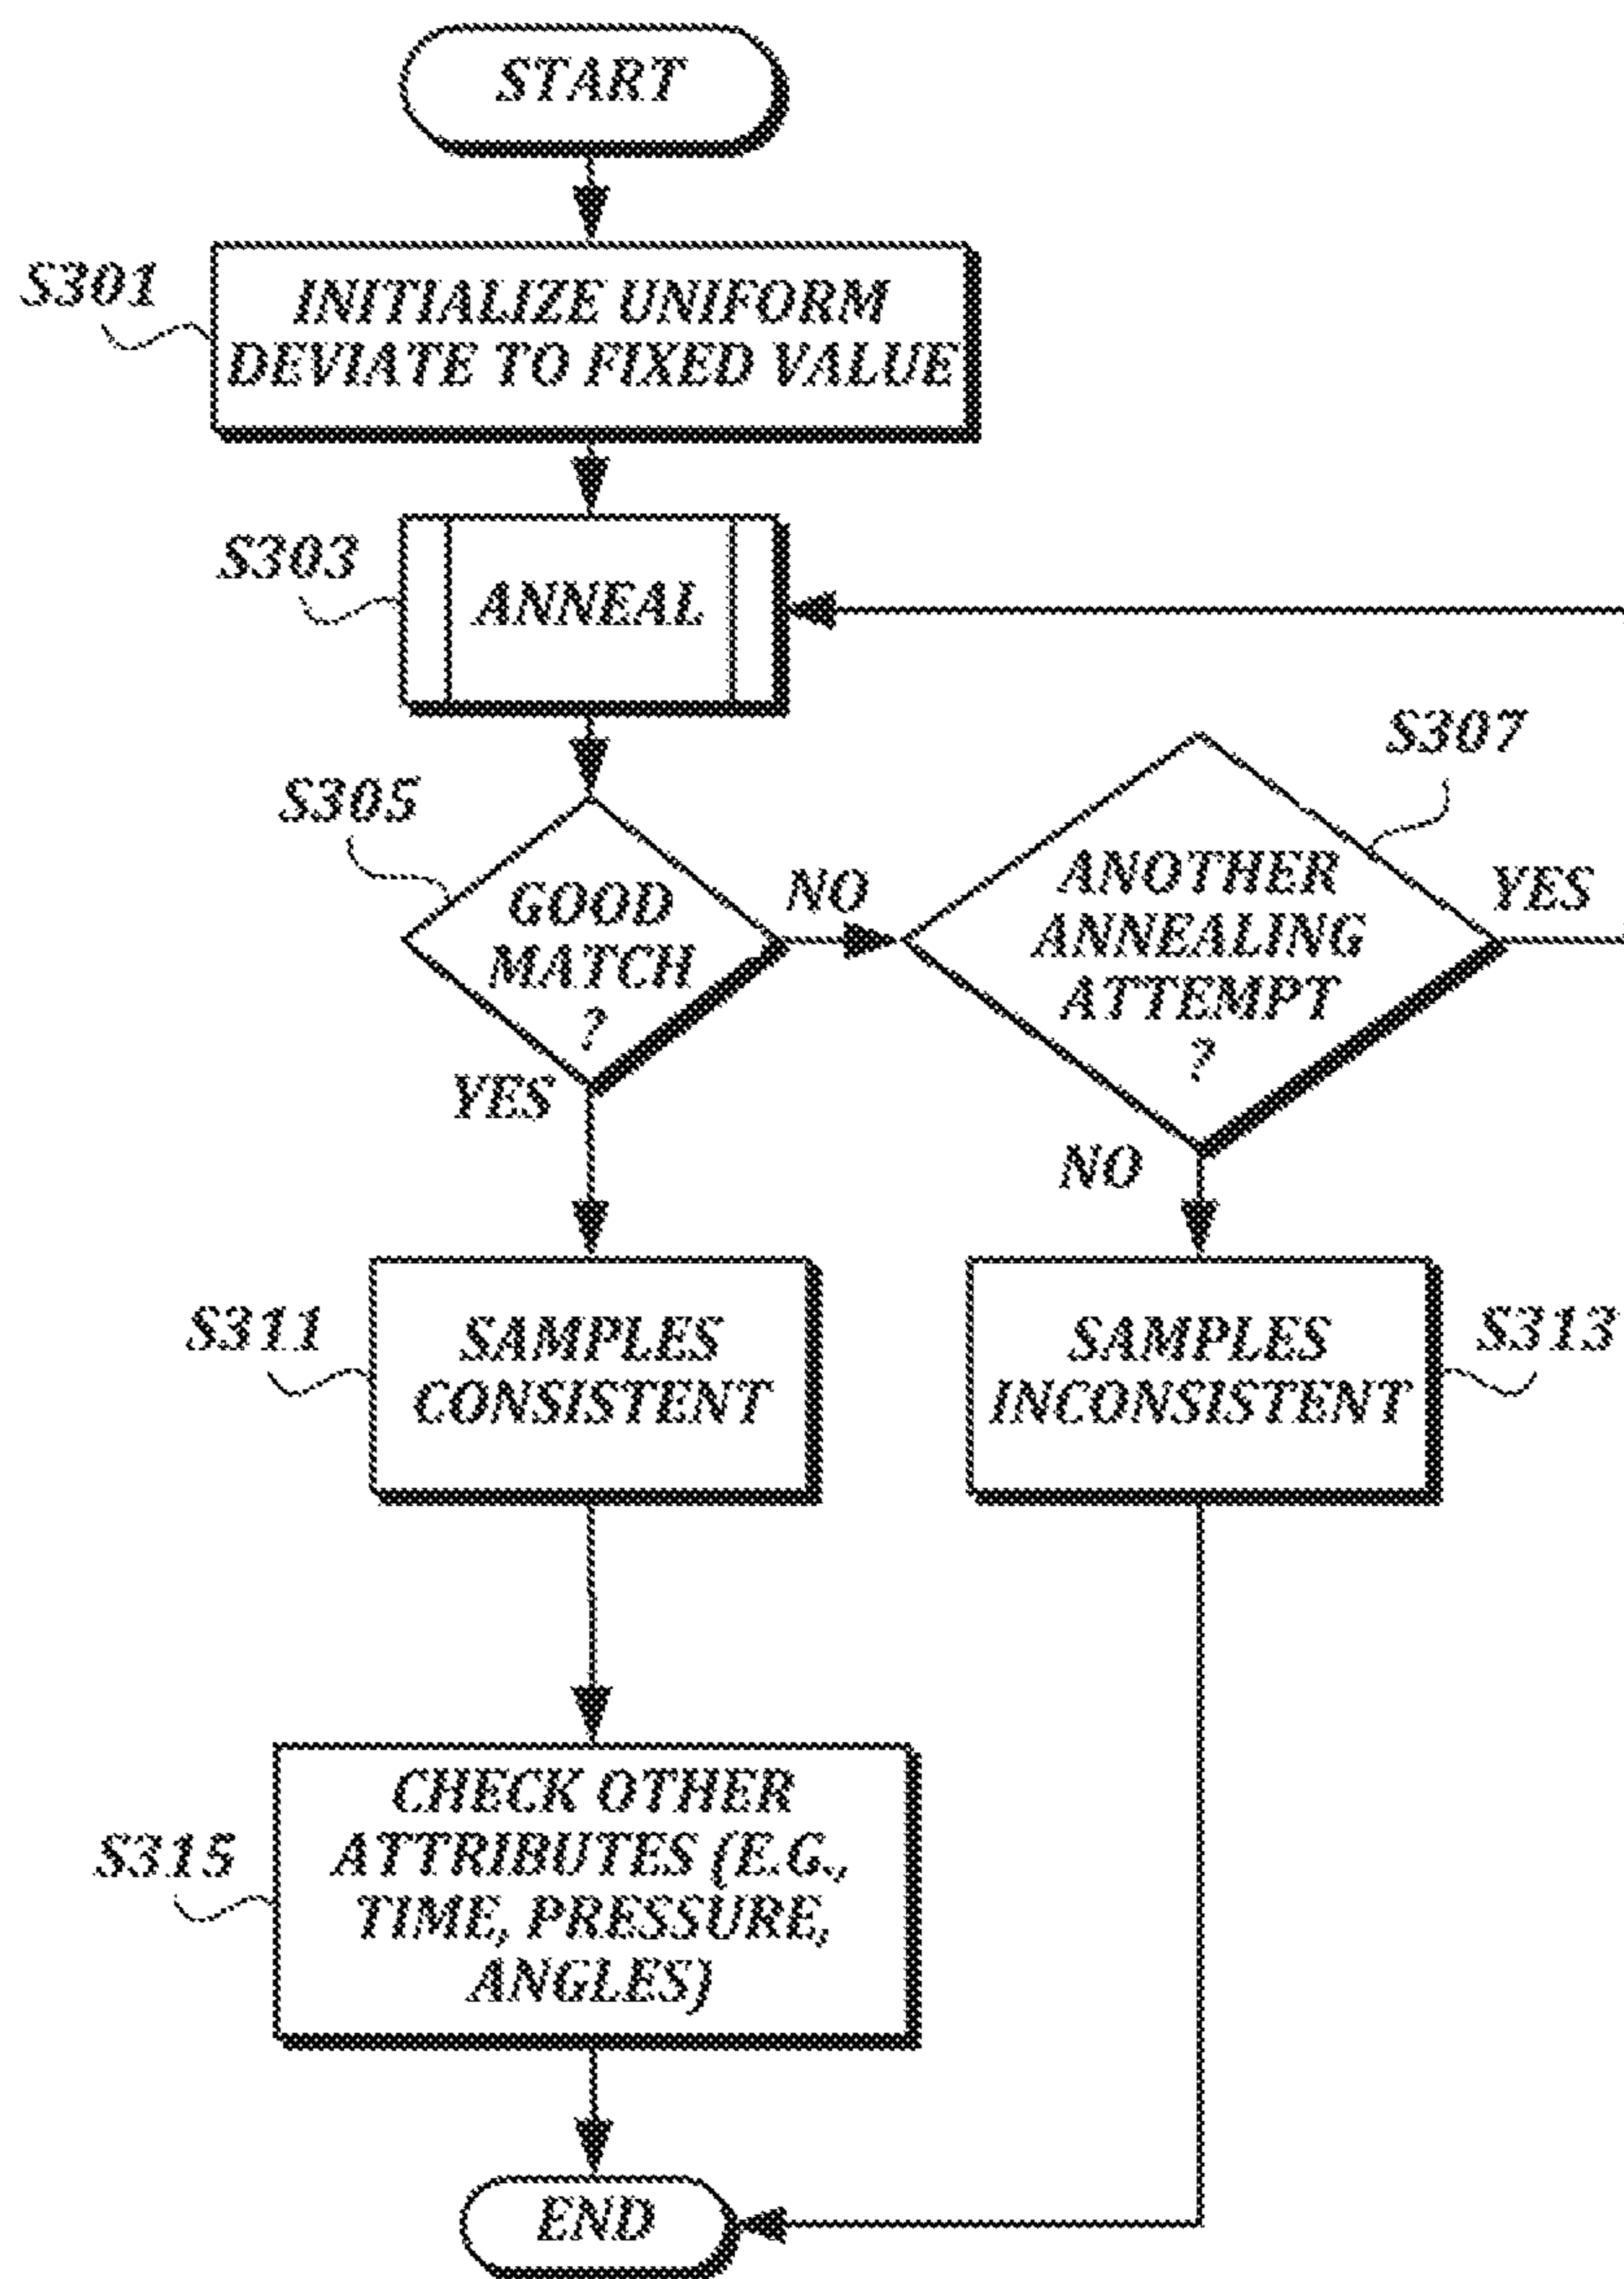 START
S301
INITIALIZE UNIFORM
DEVIATE TO FIXED VALUE
S303
ANNEAL
S305
GOOD
MATCH
?
NO
S307
ANOTHER
ANNEALING
ATTEMPT
?
YES
YES
NO
S311
SAMPLES
CONSISTENT
SAMPLES
INCONSISTENT
S313
S315
CHECK OTHER
ATTRIBUTES (E.G.,
TIME, PRESSURE,
ANGLES)
END